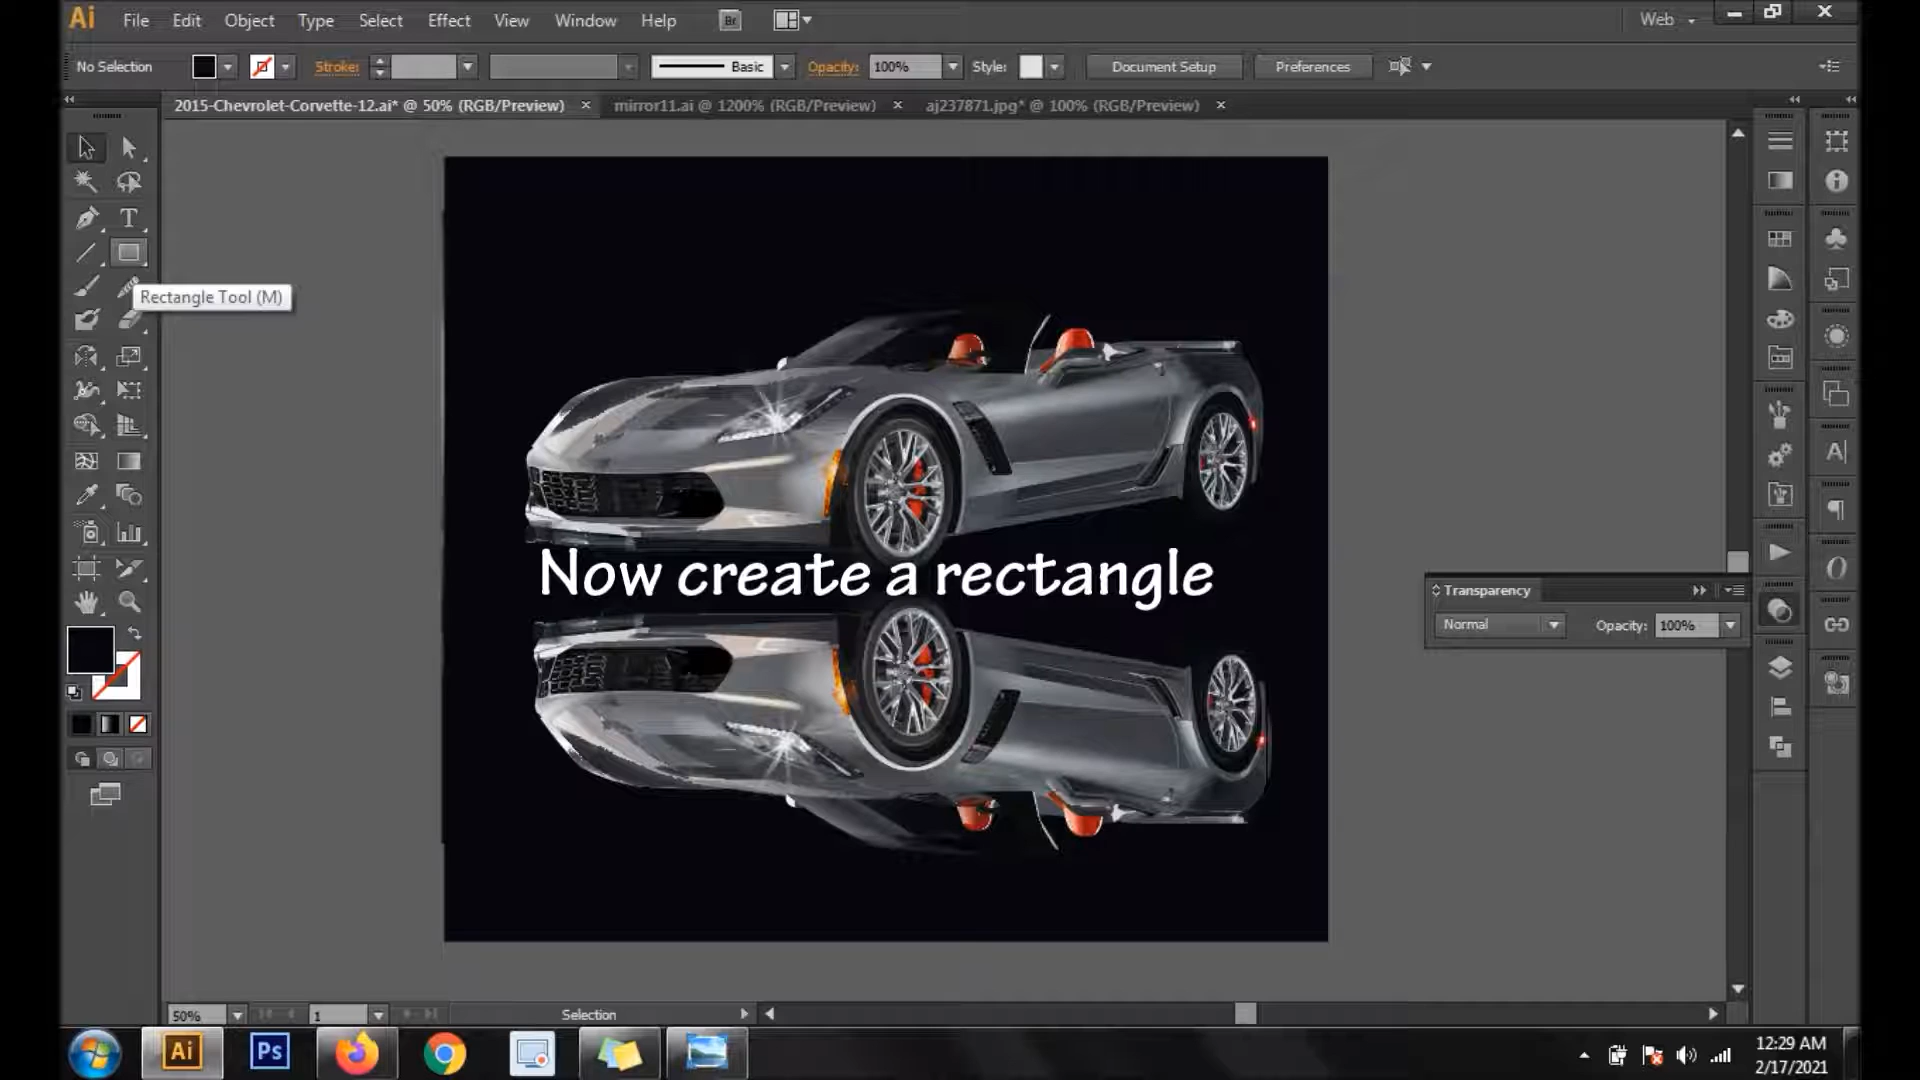 Ai File Edit Object Type Select Effect View Window Help Br Web
No Selection Stroke: Basic Opacity: 100% Style: Document Setup Preferences
2015-Chevrolet-Corvette-12.ai* @ 50% (RGB/Preview) × mirror11.ai @ 1200% (RGB/Preview) × aj237871.jpg* @ 100% (RGB/Preview) ×
Rectangle Tool (M)
Now create a rectangle
Transparency
Normal Opacity: 100%
50% 1 Selection
Ai Ps
12:29 AM
2/17/2021